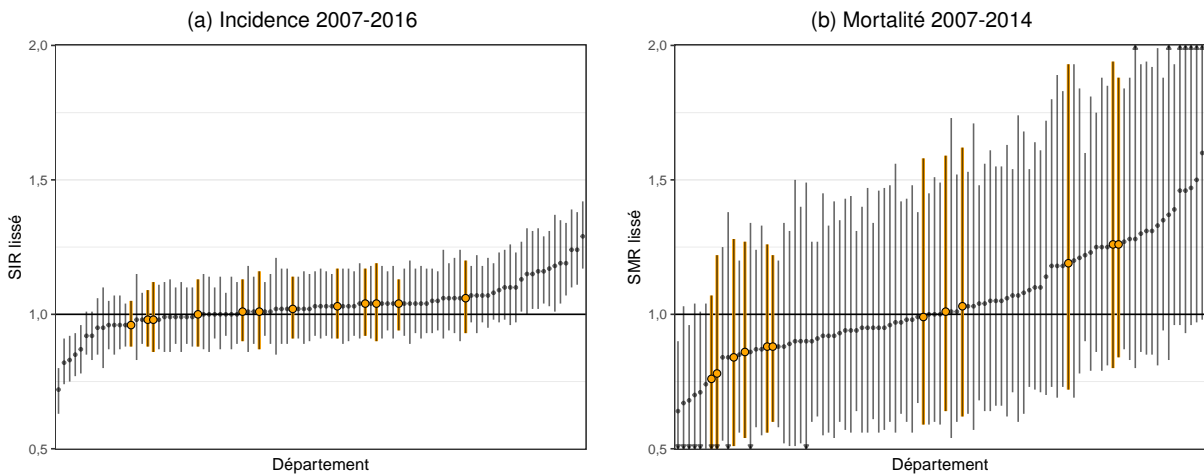 (a) Incidence 2007-2016
2,0
1,5
1,0
0,5
SIR lissé
Département
(b) Mortalité 2007-2014
2,0
1,5
1,0
0,5
SMR lissé
Département